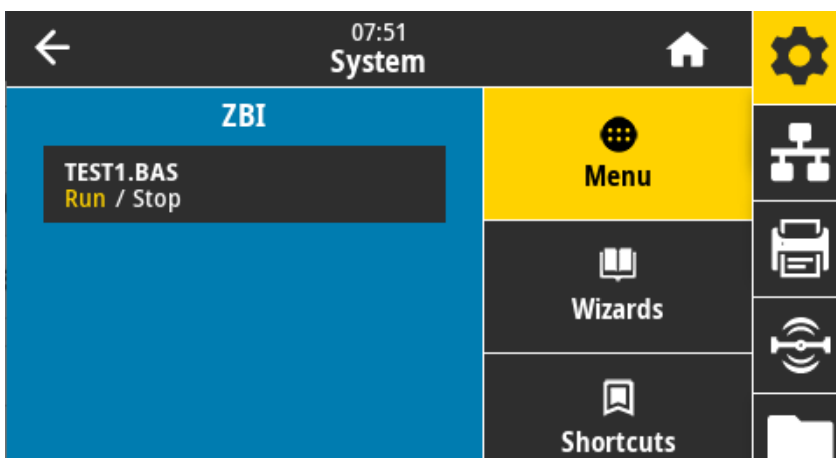 07:51
System
ZBI
TEST1.BAS
Run / Stop
Menu
Wizards
Shortcuts